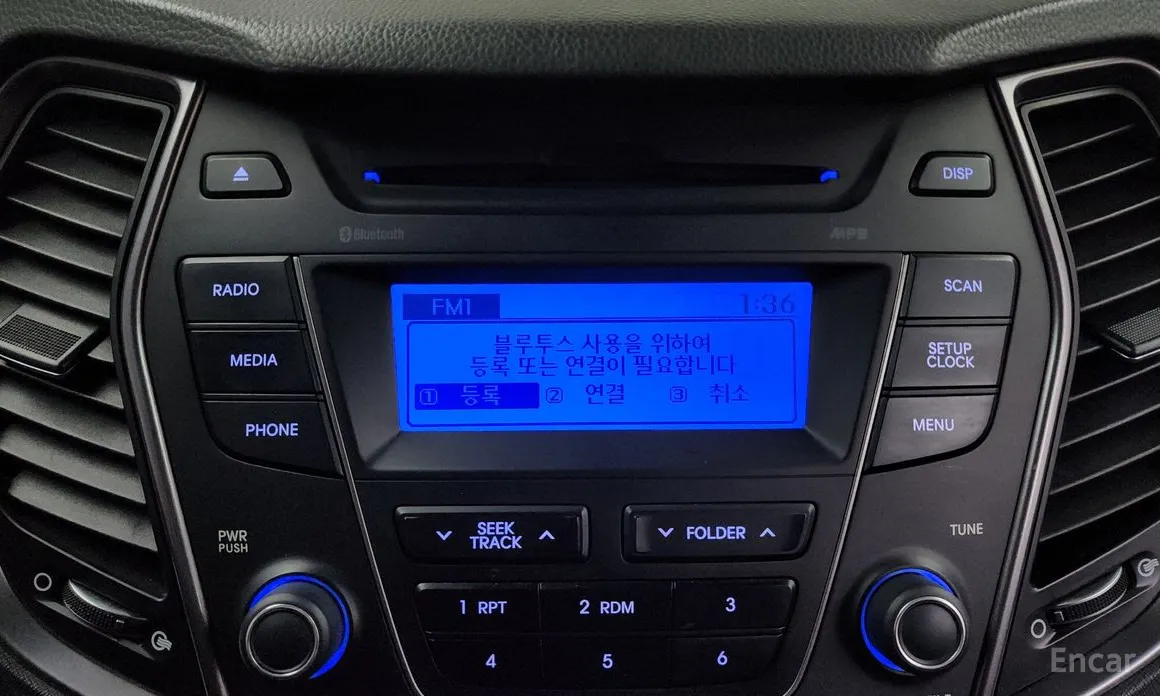 DISP
Bluetooth
MP3
RADIO
SCAN
FM1 1:36
블루투스 사용을 위하여
등록 또는 연결이 필요합니다
1 등록 2 연결 3 취소
MEDIA
SETUP
CLOCK
PHONE
MENU
SEEK
TRACK
FOLDER
PWR
PUSH
TUNE
1 RPT
2 RDM
3
4
5
6
Encar